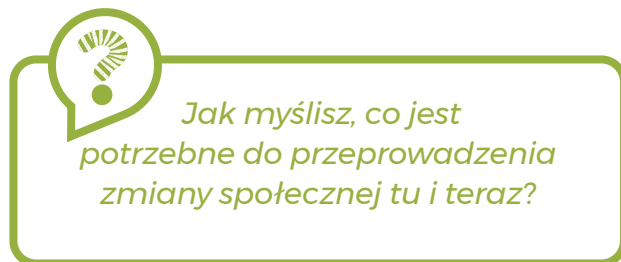 ?
Jak myślisz, co jest
potrzebne do przeprowadzenia
zmiany społecznej tu i teraz?